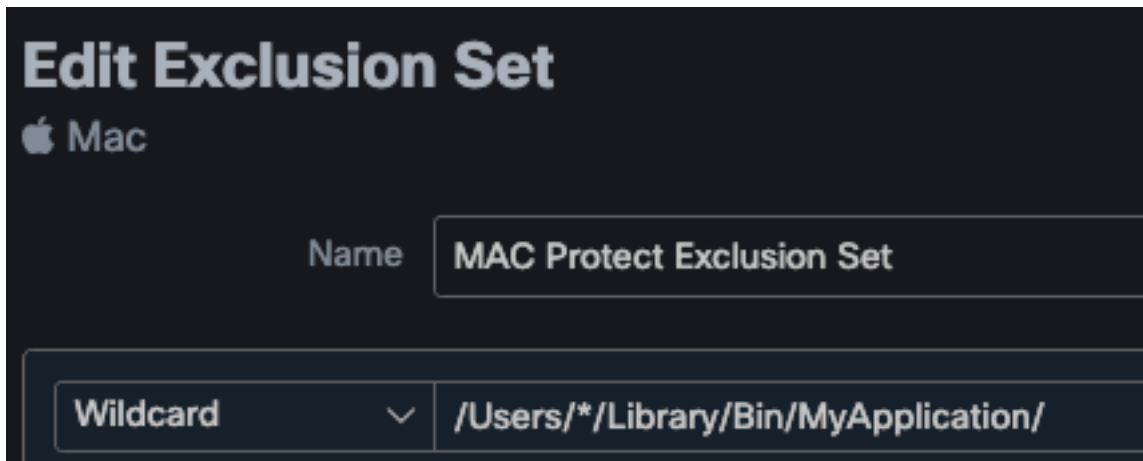 Edit Exclusion Set
Mac
Name
MAC Protect Exclusion Set
Wildcard
/Users/*/Library/Bin/MyApplication/